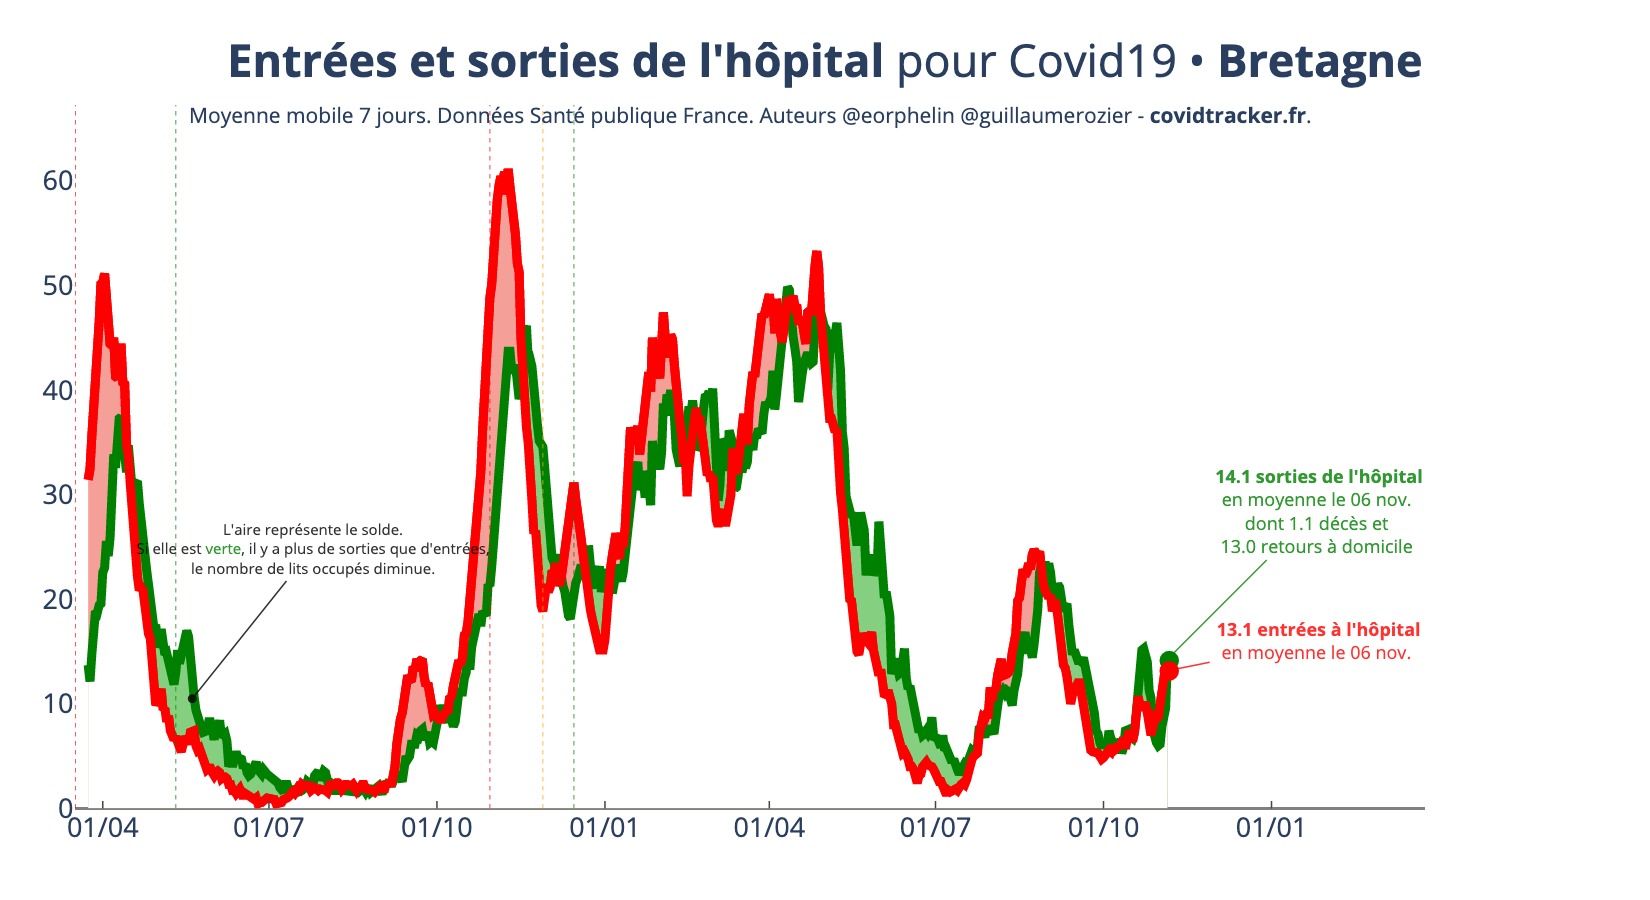 Entrées et sorties de l'hôpital pour Covid19 • Bretagne
Moyenne mobile 7 jours. Données Santé publique France. Auteurs @eorphelin @guillaumerozier - covidtracker.fr.
60
50
40
30
20
10
0
L'aire représente le solde.
Si elle est verte, il y a plus de sorties que d'entrées,
le nombre de lits occupés diminue.
14.1 sorties de l'hôpital
en moyenne le 06 nov.
dont 1.1 décès et
13.0 retours à domicile
13.1 entrées à l'hôpital
en moyenne le 06 nov.
01/04 01/07 01/10 01/01 01/04 01/07 01/10 01/01